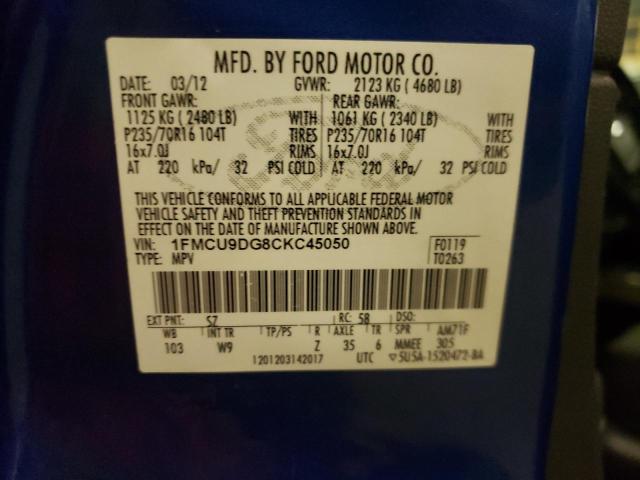 MFD. BY FORD MOTOR CO.
DATE: 03/12 GVWR: 2123 KG ( 4680 LB)
FRONT GAWR: REAR GAWR:
1125 KG ( 2480 LB) WITH 1061 KG ( 2340 LB) WITH
P235/70R16 104T TIRES P235/70R16 104T TIRES
16x7.0J RIMS 16x7.0J RIMS
AT 220 kPa/ 32 PSI COLD AT 220 kPa/ 32 PSI COLD
THIS VEHICLE CONFORMS TO ALL APPLICABLE FEDERAL MOTOR
VEHICLE SAFETY AND THEFT PREVENTION STANDARDS IN
EFFECT ON THE DATE OF MANUFACTURE SHOWN ABOVE.
VIN: 1FMCU9DG8CKC45050 F0119
TYPE: MPV T0263
EXT PNT: SZ RC: 58 DSO:
WB INT TR TP/PS R AXLE TR SPR AM71F
103 W9 Z 35 6 MMEE 305
1201203142017 UTC ▽5U5A-1520472-BA